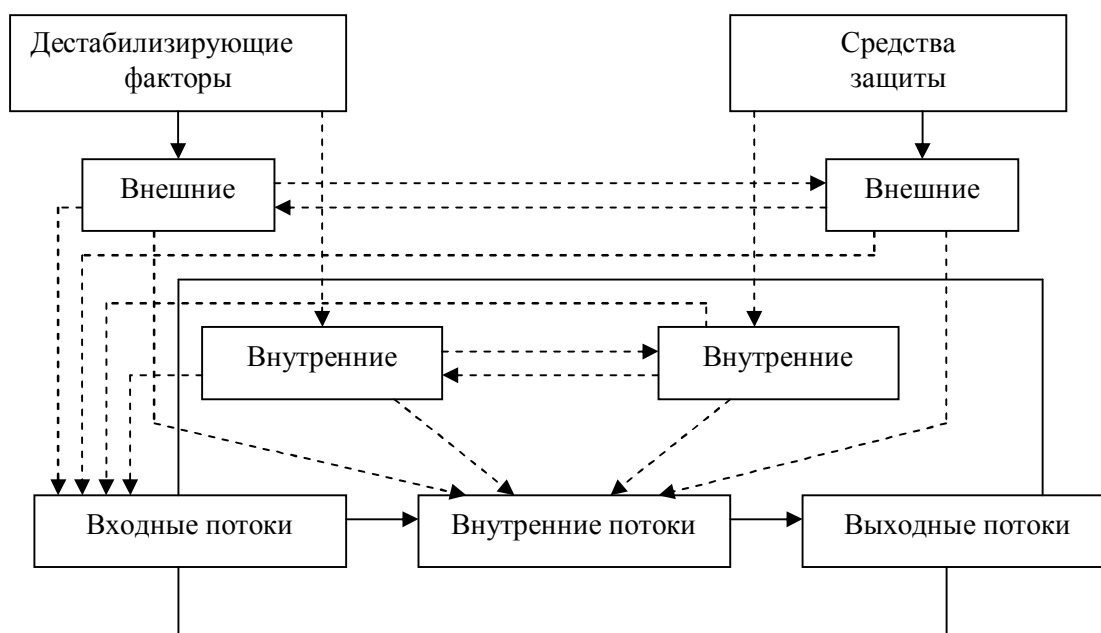 Дестабилизирующие
факторы
Средства
защиты
Внешние
Внешние
Внутренние
Внутренние
Входные потоки
Внутренние потоки
Выходные потоки